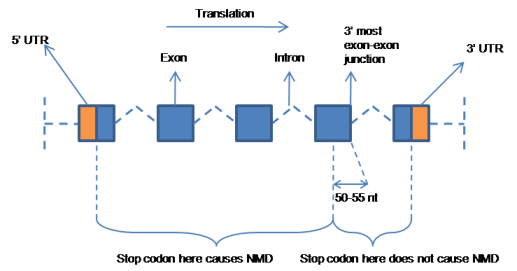 Translation
5' UTR
Exon
Intron
3' most
exon-exon
junction
3' UTR
50-55 nt
Stop codon here causes NMD
Stop codon here does not cause NMD